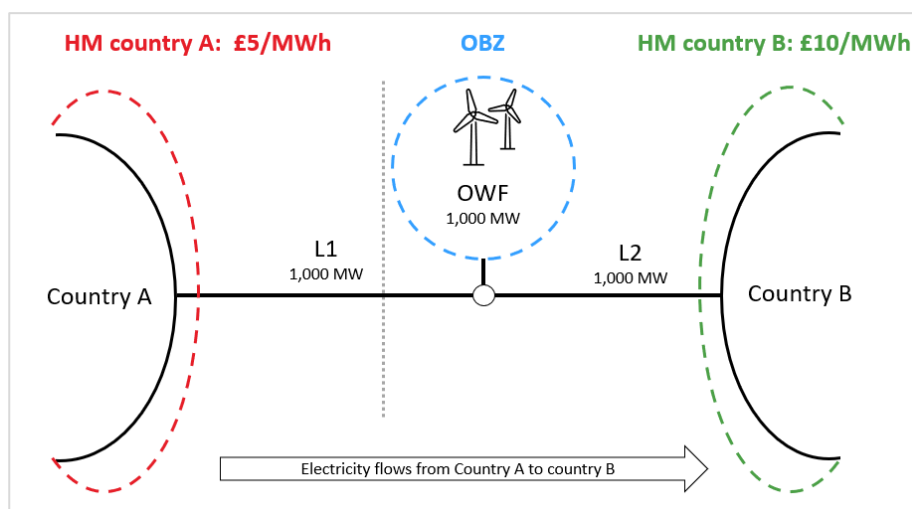 HM country A: £5/MWh
OBZ
HM country B: £10/MWh
OWF
1,000 MW
L1
1,000 MW
L2
1,000 MW
Country A
Country B
Electricity flows from Country A to country B